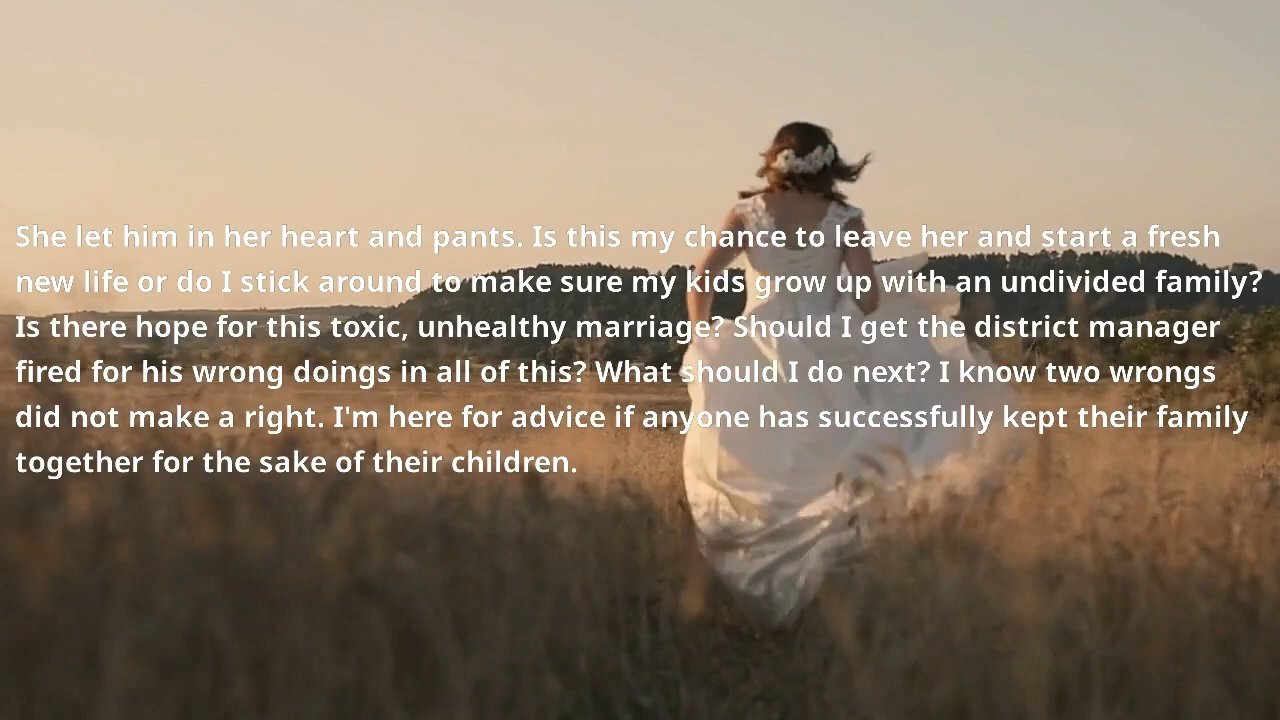 She let him in her heart and pants. Is this my chance to leave her and start a fresh
new life or do I stick around to make sure my kids grow up with an undivided family?
Is there hope for this toxic, unhealthy marriage? Should I get the district manager
fired for his wrong doings in all of this? What should I do next? I know two wrongs
did not make a right. I'm here for advice if anyone has successfully kept their family
together for the sake of their children.